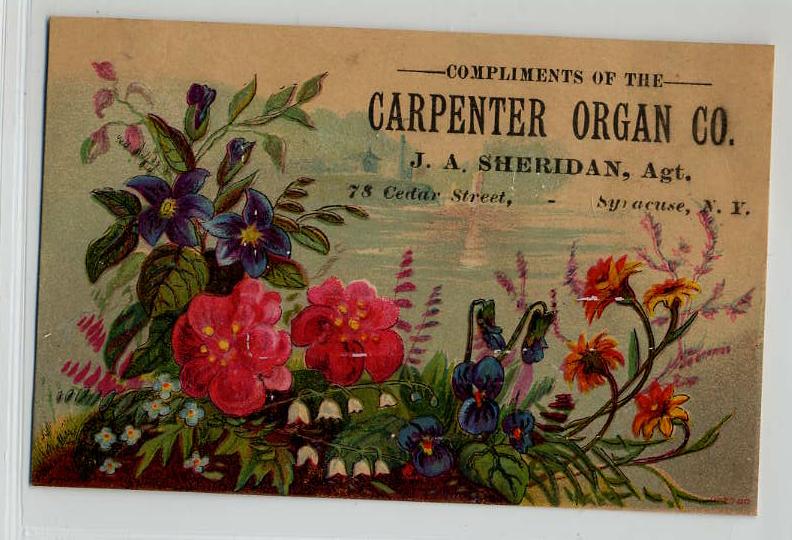 COMPLIMENTS OF THE
CARPENTER ORGAN CO.
J. A. SHERIDAN, Agt.
78 Cedar Street, - Syracuse, N. Y.